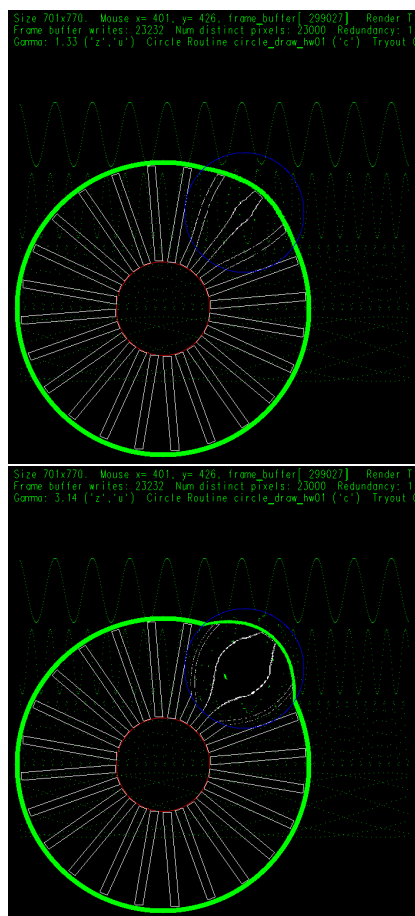 Size 701x770. Mouse x= 401, y= 426, frame_buffer[ 299027] Render T
Frame buffer writes: 23232 Num distinct pixels: 23000 Redundancy: 1
Gamma: 1.33 ('z','u') Circle Routine circle_draw_hw01 ('c') Tryout
Size 701x770. Mouse x= 401, y= 426, frame_buffer[ 299027] Render T
Frame buffer writes: 23232 Num distinct pixels: 23000 Redundancy: 1
Gamma: 3.14 ('z','u') Circle Routine circle_draw_hw01 ('c') Tryout